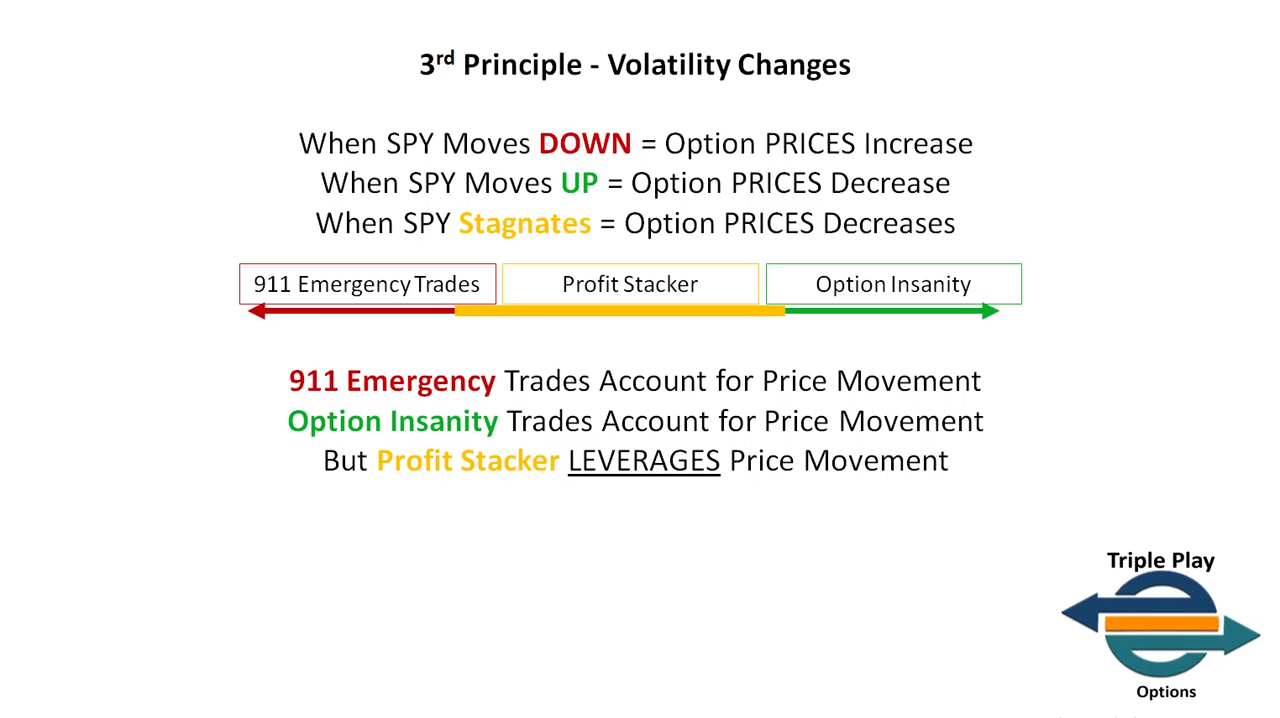 3rd Principle - Volatility Changes
When SPY Moves DOWN = Option PRICES Increase
When SPY Moves UP = Option PRICES Decrease
When SPY Stagnates = Option PRICES Decreases
911 Emergency Trades
Profit Stacker
Option Insanity
911 Emergency Trades Account for Price Movement
Option Insanity Trades Account for Price Movement
But Profit Stacker LEVERAGES Price Movement
Triple Play
Options